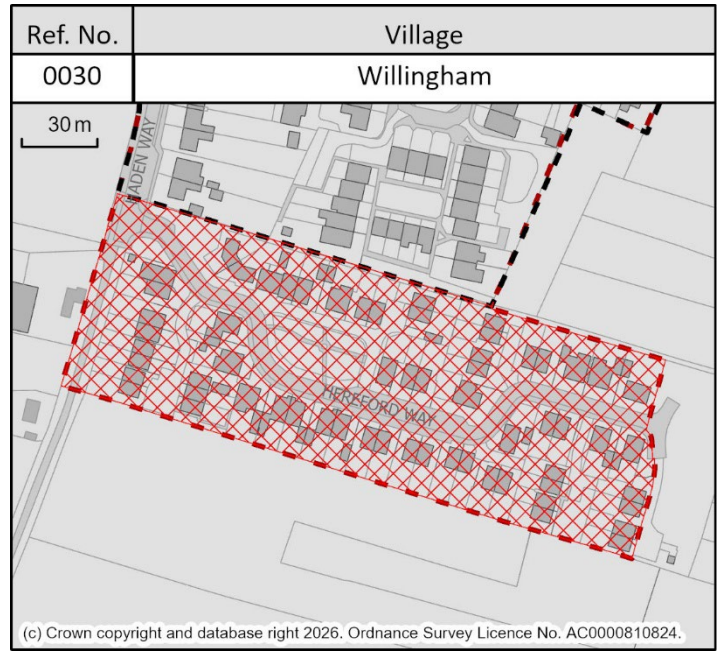 Ref. No. Village
0030 Willingham
30 m
HADEN WAY
HEREFORD WAY
(c) Crown copyright and database right 2026. Ordnance Survey Licence No. AC0000810824.